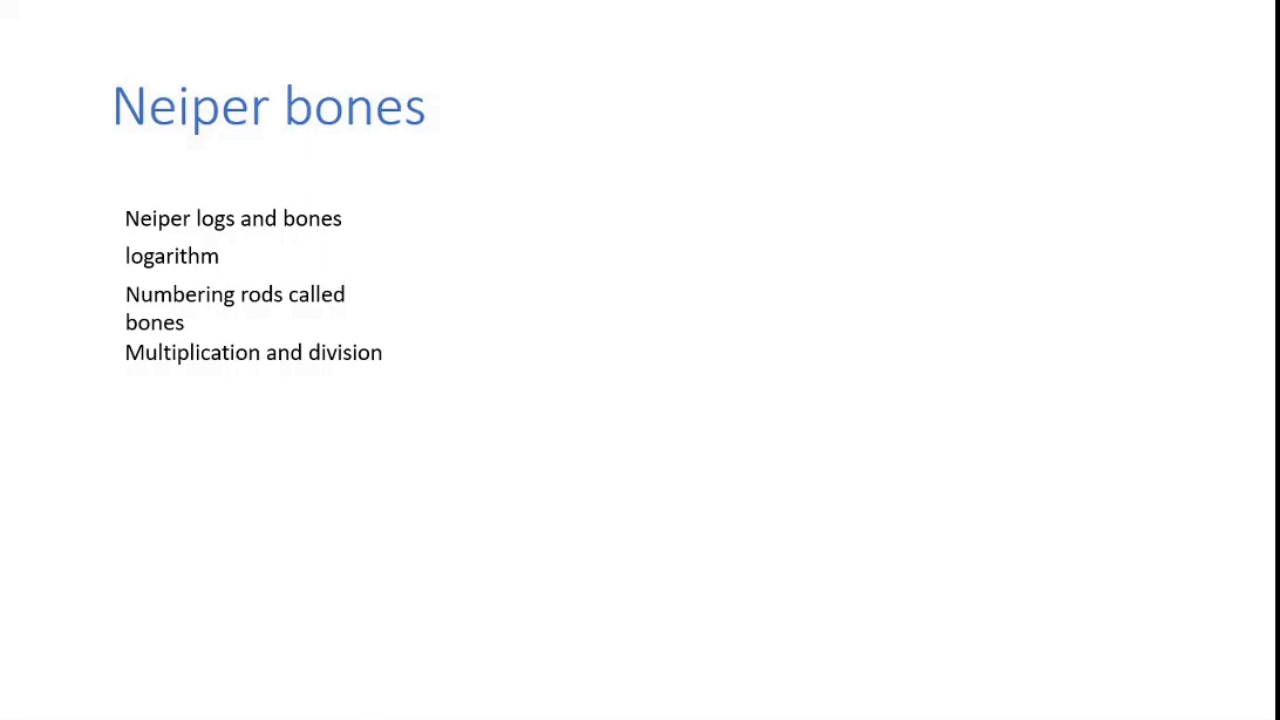 Neiper bones
Neiper logs and bones
logarithm
Numbering rods called
bones
Multiplication and division